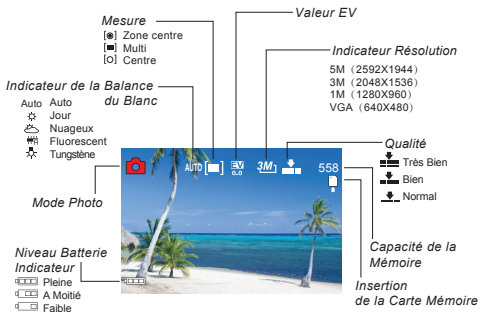 Mesure
Zone centre
Multi
Centre
Valeur EV
Indicateur Résolution
5M (2592X1944)
3M (2048X1536)
1M (1280X960)
VGA (640X480)
Indicateur de la Balance
du Blanc
Auto Auto
Jour
Nuageux
Fluorescent
Tungstène
Qualité
Très Bien
Bien
Normal
AUTO EV 0.0 3M 558
Mode Photo
Capacité de la
Mémoire
Niveau Batterie
Indicateur
Pleine
A Moitié
Faible
Insertion
de la Carte Mémoire